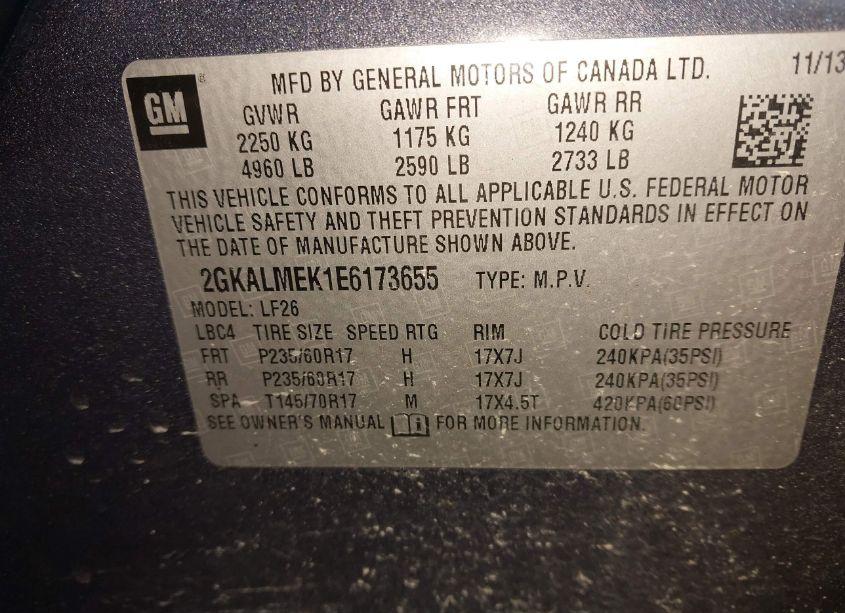 GM
MFD BY GENERAL MOTORS OF CANADA LTD. 11/13
GVWR GAWR FRT GAWR RR
2250 KG 1175 KG 1240 KG
4960 LB 2590 LB 2733 LB
THIS VEHICLE CONFORMS TO ALL APPLICABLE U.S. FEDERAL MOTOR
VEHICLE SAFETY AND THEFT PREVENTION STANDARDS IN EFFECT ON
THE DATE OF MANUFACTURE SHOWN ABOVE.
2GKALMEK1E6173655 TYPE: M.P.V.
MODEL: LF26
LBC4 TIRE SIZE SPEED RTG RIM COLD TIRE PRESSURE
FRT P235/60R17 H 17X7J 240KPA(35PSI)
RR P235/60R17 H 17X7J 240KPA(35PSI)
SPA T145/70R17 M 17X4.5T 420KPA(60PSI)
SEE OWNER'S MANUAL FOR MORE INFORMATION.